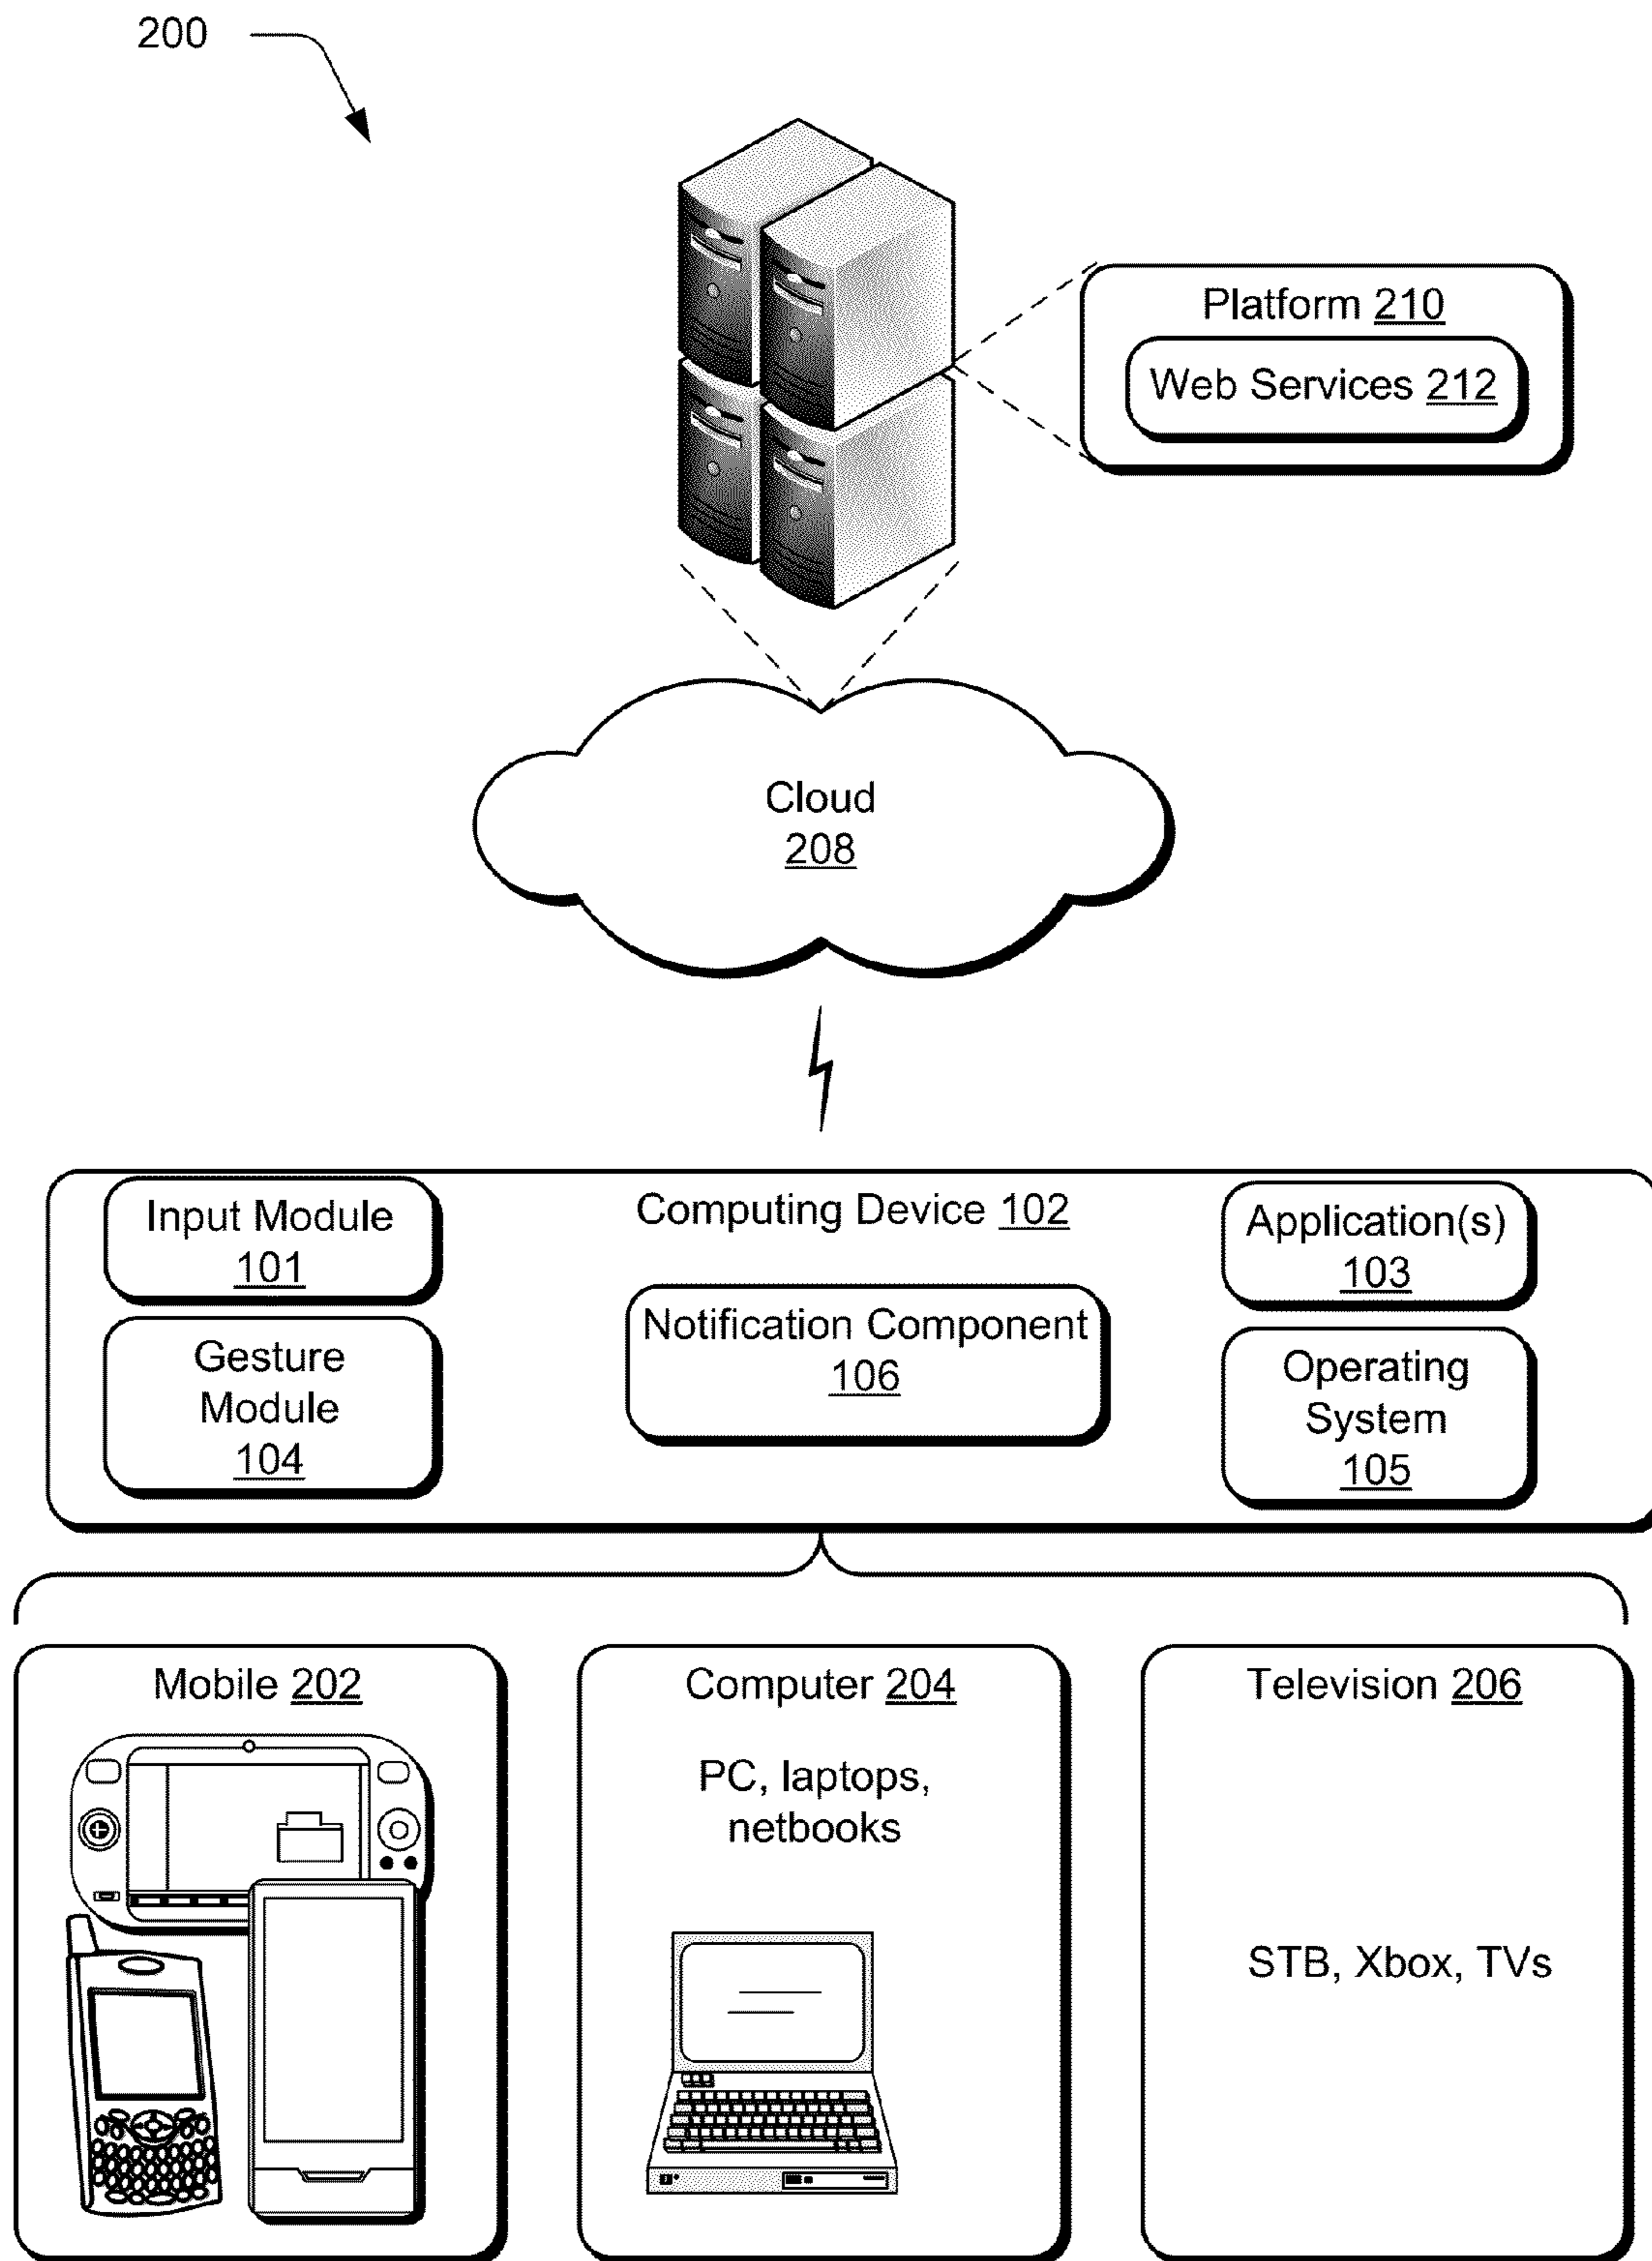 200
Platform 210
Web Services 212
Cloud
208
Computing Device 102
Input Module
101
Gesture
Module
104
Notification Component
106
Application(s)
103
Operating
System
105
Mobile 202
Computer 204
PC, laptops,
netbooks
Television 206
STB, Xbox, TVs